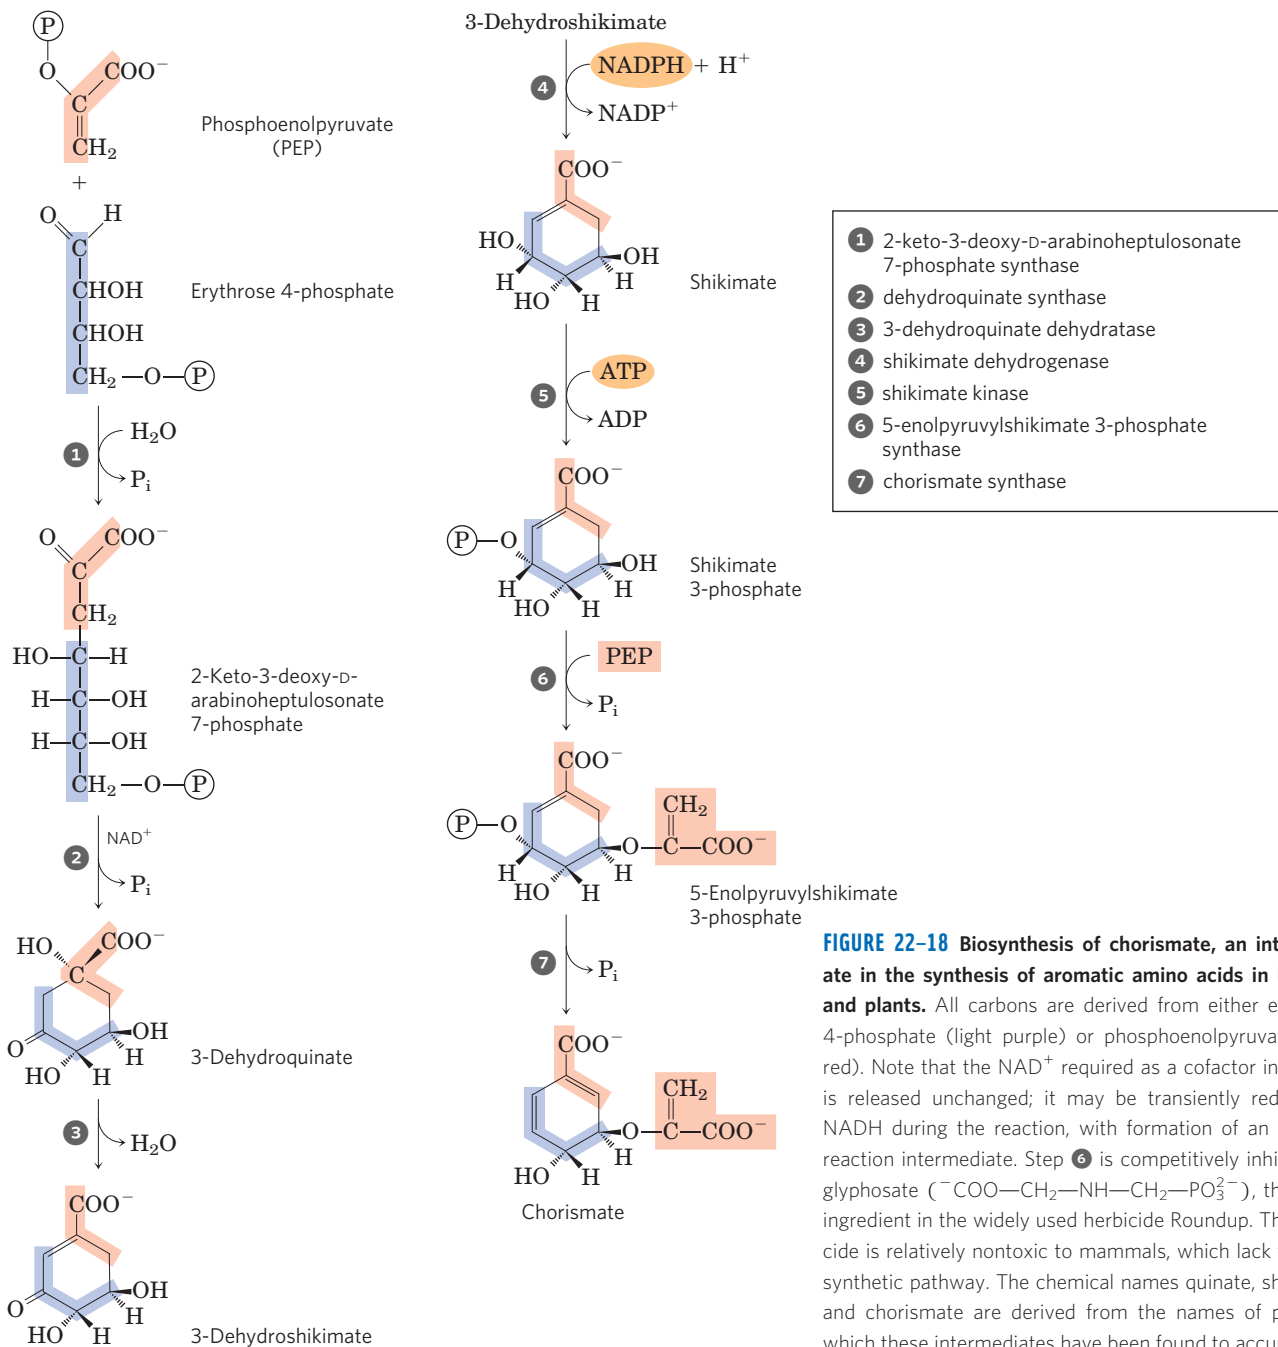 P
O
COO⁻
C
CH₂
Phosphoenolpyruvate
(PEP)
+
O
H
C
CHOH
CHOH
CH₂—O—P
Erythrose 4-phosphate
1
H₂O
Pᵢ
O
COO⁻
C
CH₂
HO—C—H
H—C—OH
H—C—OH
CH₂—O—P
2-Keto-3-deoxy-D-
arabinoheptulosonate
7-phosphate
2
NAD⁺
Pᵢ
HO
COO⁻
C
O
OH
H
HO
H
3-Dehydroquinate
3
H₂O
COO⁻
O
OH
H
HO
H
3-Dehydroshikimate
3-Dehydroshikimate
4
NADPH + H⁺
NADP⁺
COO⁻
HO
OH
H
H
HO
H
Shikimate
5
ATP
ADP
COO⁻
P—O
OH
H
H
HO
H
Shikimate
3-phosphate
6
PEP
Pᵢ
COO⁻
CH₂
P—O
O—C—COO⁻
H
H
HO
H
5-Enolpyruvylshikimate
3-phosphate
7
Pᵢ
COO⁻
CH₂
O—C—COO⁻
H
HO
H
Chorismate
1 2-keto-3-deoxy-D-arabinoheptulosonate
7-phosphate synthase
2 dehydroquinate synthase
3 3-dehydroquinate dehydratase
4 shikimate dehydrogenase
5 shikimate kinase
6 5-enolpyruvylshikimate 3-phosphate
synthase
7 chorismate synthase
FIGURE 22–18 Biosynthesis of chorismate, an int
ate in the synthesis of aromatic amino acids in
and plants. All carbons are derived from either e
4-phosphate (light purple) or phosphoenolpyruva
red). Note that the NAD⁺ required as a cofactor in
is released unchanged; it may be transiently red
NADH during the reaction, with formation of an
reaction intermediate. Step 6 is competitively inhi
glyphosate (⁻COO—CH₂—NH—CH₂—PO₃²⁻), th
ingredient in the widely used herbicide Roundup. Th
cide is relatively nontoxic to mammals, which lack
synthetic pathway. The chemical names quinate, sh
and chorismate are derived from the names of p
which these intermediates have been found to accu